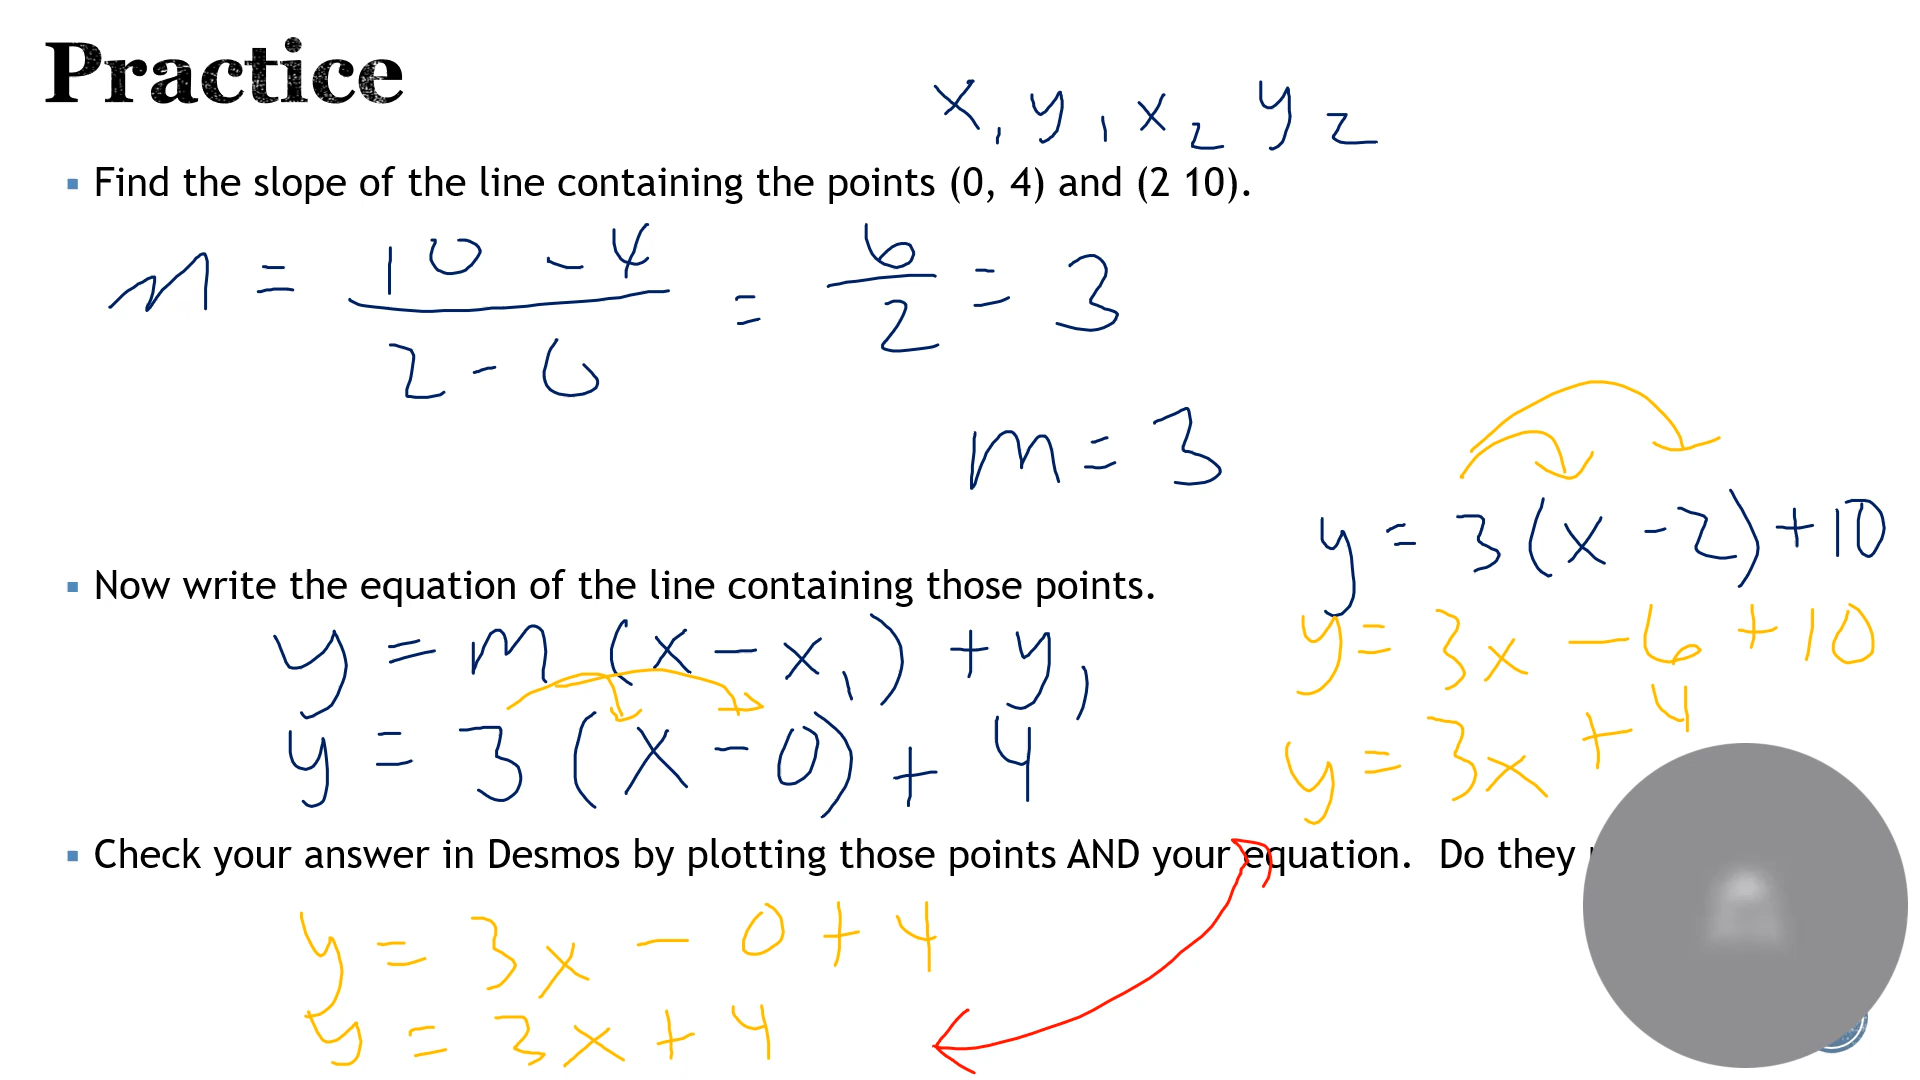 Practice
x₁ y₁ x₂ y₂
▪ Find the slope of the line containing the points (0, 4) and (2 10).
m = (10 - 4)/(2 - 0) = 6/2 = 3
m = 3
▪ Now write the equation of the line containing those points.
y = m(x - x₁) + y₁
y = 3(x - 0) + 4
y = 3(x - 2) + 10
y = 3x - 6 + 10
y = 3x + 4
▪ Check your answer in Desmos by plotting those points AND your equation. Do they
y = 3x - 0 + 4
y = 3x + 4